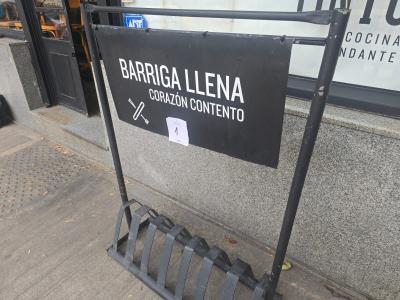 COCINA
NDANTE
BARRIGA LLENA
CORAZÓN CONTENTO
1